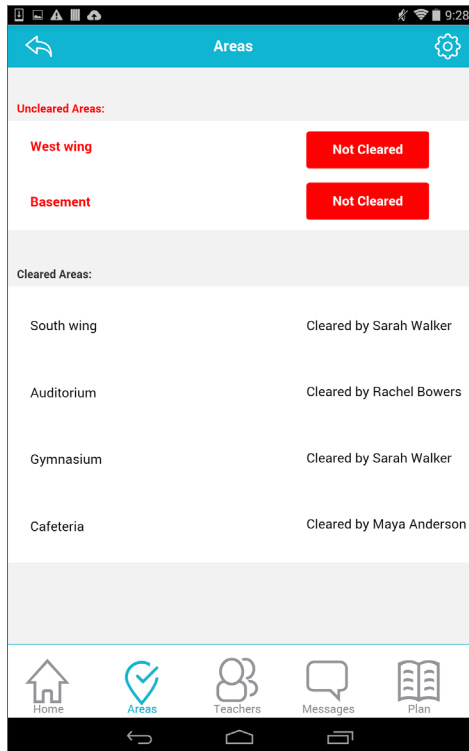 9:28
Areas
Uncleared Areas:
West wing Not Cleared
Basement Not Cleared
Cleared Areas:
South wing Cleared by Sarah Walker
Auditorium Cleared by Rachel Bowers
Gymnasium Cleared by Sarah Walker
Cafeteria Cleared by Maya Anderson
Home Areas Teachers Messages Plan